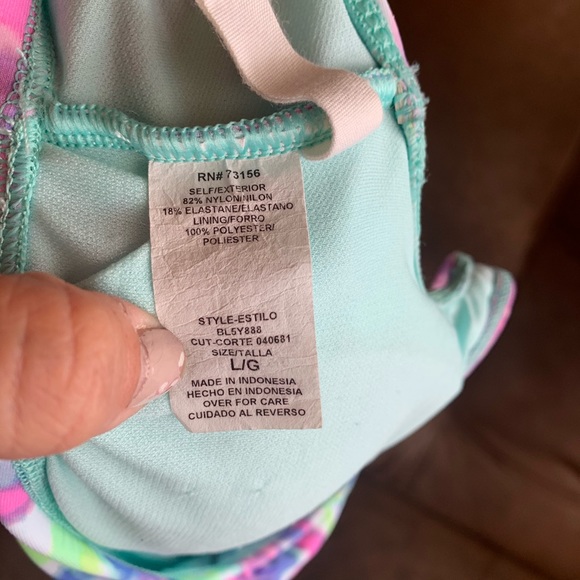 RN# 73156
SELF/EXTERIOR
82% NYLON/NILON
18% ELASTANE/ELASTANO
LINING/FORRO
100% POLYESTER/
POLIESTER
STYLE-ESTILO
BL5Y888
CUT-CORTE 040681
SIZE/TALLA
L/G
MADE IN INDONESIA
HECHO EN INDONESIA
OVER FOR CARE
CUIDADO AL REVERSO